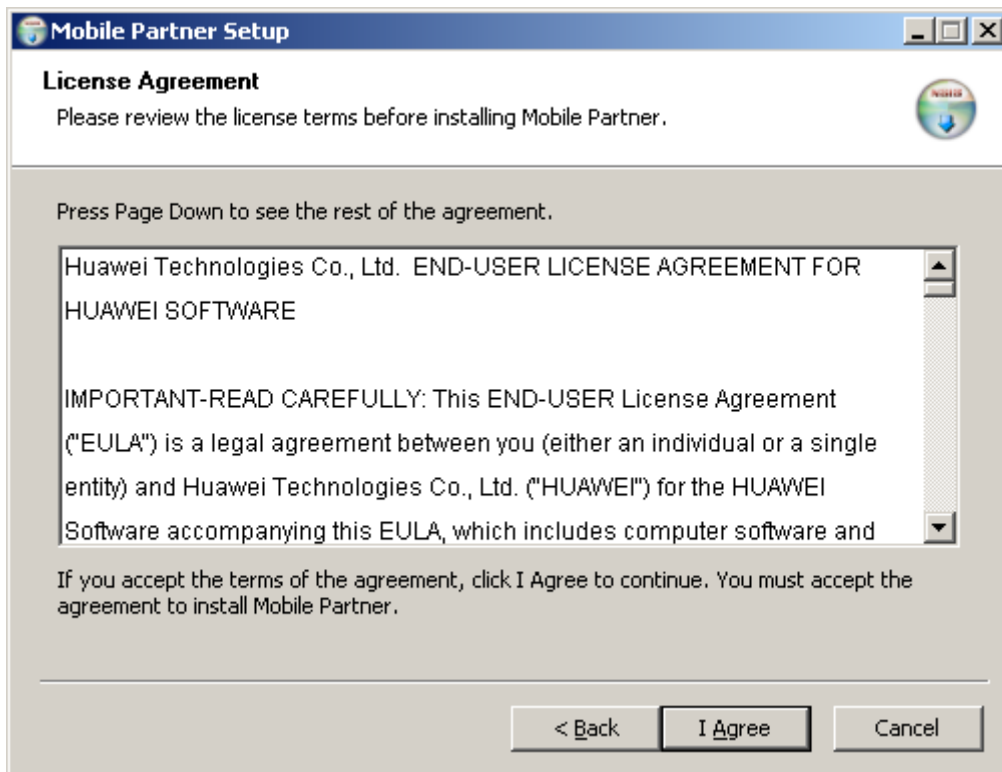 Mobile Partner Setup
License Agreement
Please review the license terms before installing Mobile Partner.
Press Page Down to see the rest of the agreement.
Huawei Technologies Co., Ltd.  END-USER LICENSE AGREEMENT FOR
HUAWEI SOFTWARE
IMPORTANT-READ CAREFULLY: This END-USER License Agreement
("EULA") is a legal agreement between you (either an individual or a single
entity) and Huawei Technologies Co., Ltd. ("HUAWEI") for the HUAWEI
Software accompanying this EULA, which includes computer software and
If you accept the terms of the agreement, click I Agree to continue. You must accept the
agreement to install Mobile Partner.
< Back
I Agree
Cancel